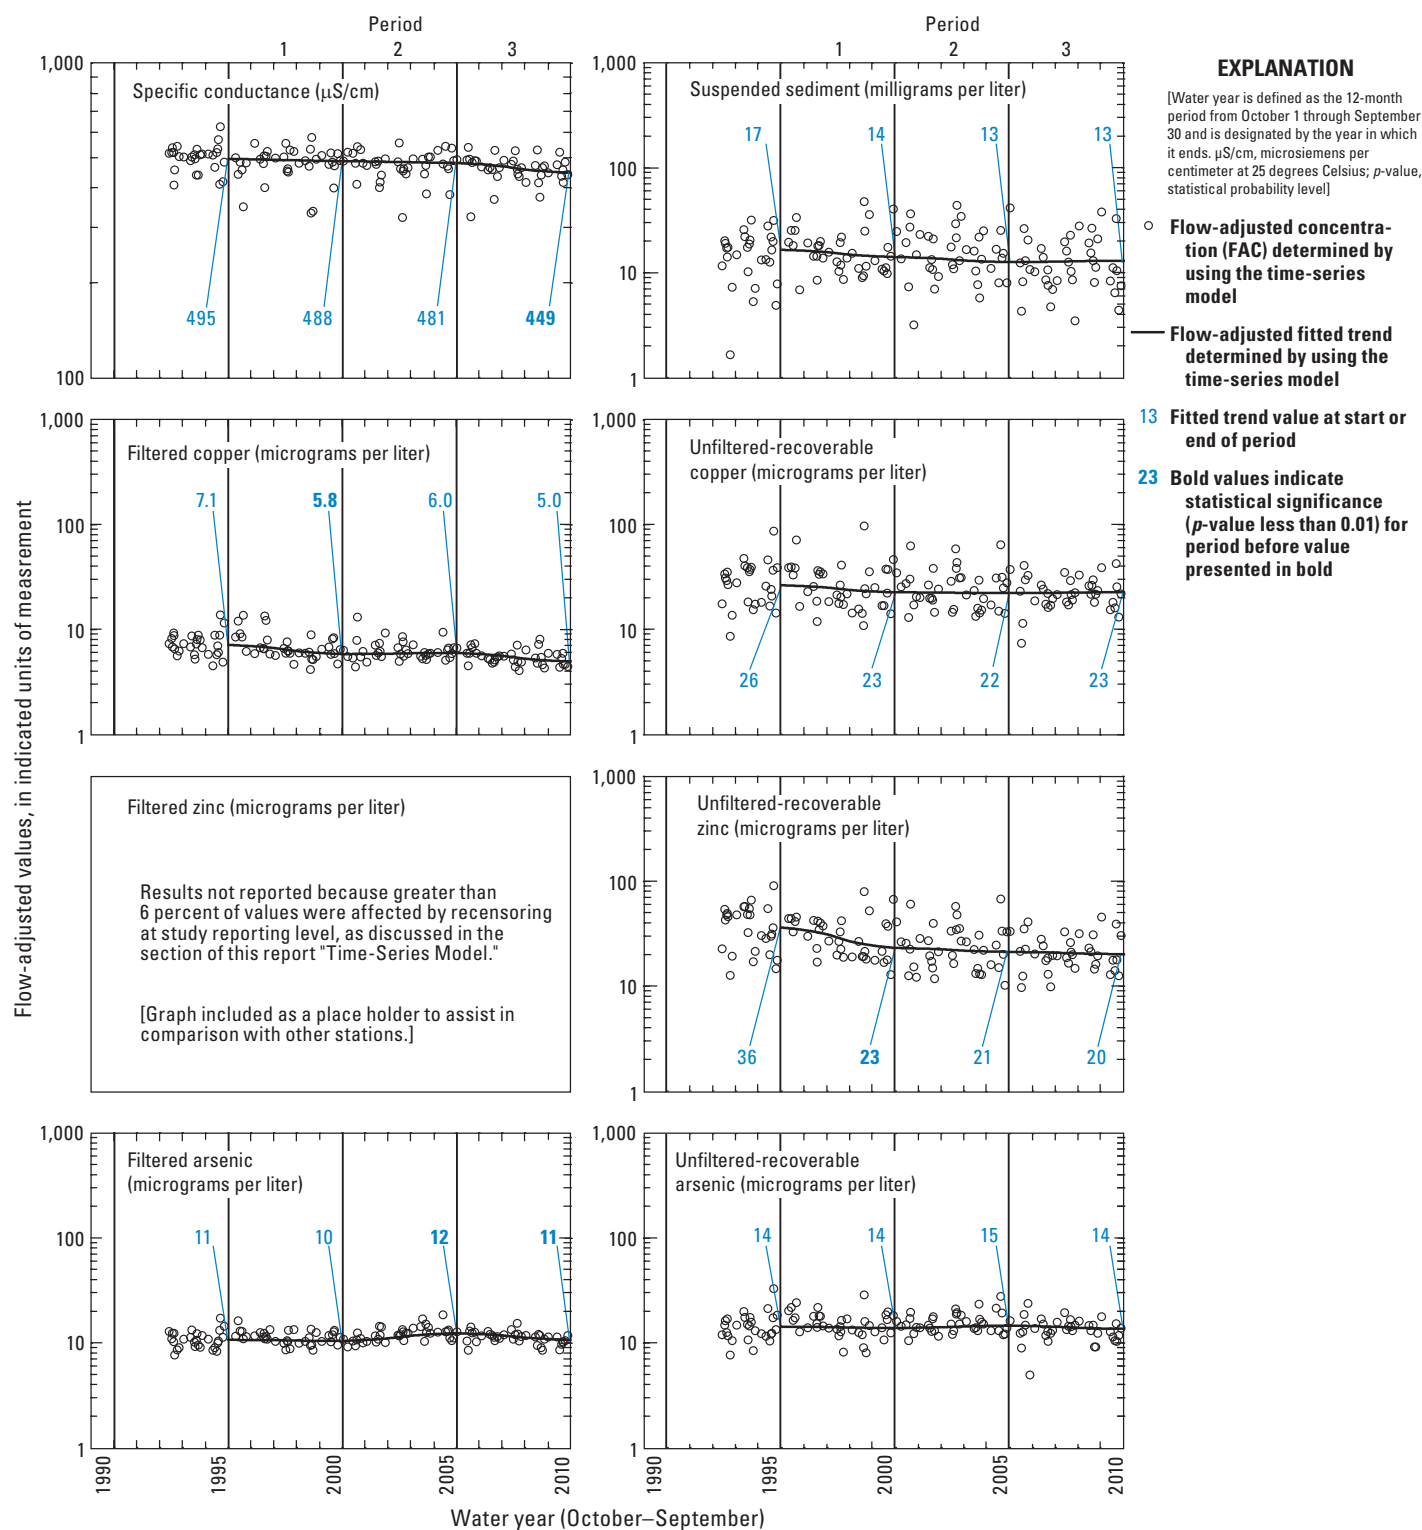 Period
1 2 3
Period
1 2 3
1,000
100
Specific conductance (µS/cm)
495 488 481 449
1,000
100
10
1
Suspended sediment (milligrams per liter)
17 14 13 13
EXPLANATION
[Water year is defined as the 12-month
period from October 1 through September
30 and is designated by the year in which
it ends. µS/cm, microsiemens per
centimeter at 25 degrees Celsius; p-value,
statistical probability level]
Flow-adjusted concentra-
tion (FAC) determined by
using the time-series
model
Flow-adjusted fitted trend
determined by using the
time-series model
13 Fitted trend value at start or
end of period
23 Bold values indicate
statistical significance
(p-value less than 0.01) for
period before value
presented in bold
Flow-adjusted values, in indicated units of measrement
1,000
100
10
1
Filtered copper (micrograms per liter)
7.1 5.8 6.0 5.0
1,000
100
10
1
Unfiltered-recoverable
copper (micrograms per liter)
26 23 22 23
Filtered zinc (micrograms per liter)
Results not reported because greater than
6 percent of values were affected by recensoring
at study reporting level, as discussed in the
section of this report "Time-Series Model."
[Graph included as a place holder to assist in
comparison with other stations.]
1,000
100
10
1
Unfiltered-recoverable
zinc (micrograms per liter)
36 23 21 20
1,000
100
10
1
Filtered arsenic
(micrograms per liter)
11 10 12 11
1990 1995 2000 2005 2010
1,000
100
10
1
Unfiltered-recoverable
arsenic (micrograms per liter)
14 14 15 14
1990 1995 2000 2005 2010
Water year (October–September)